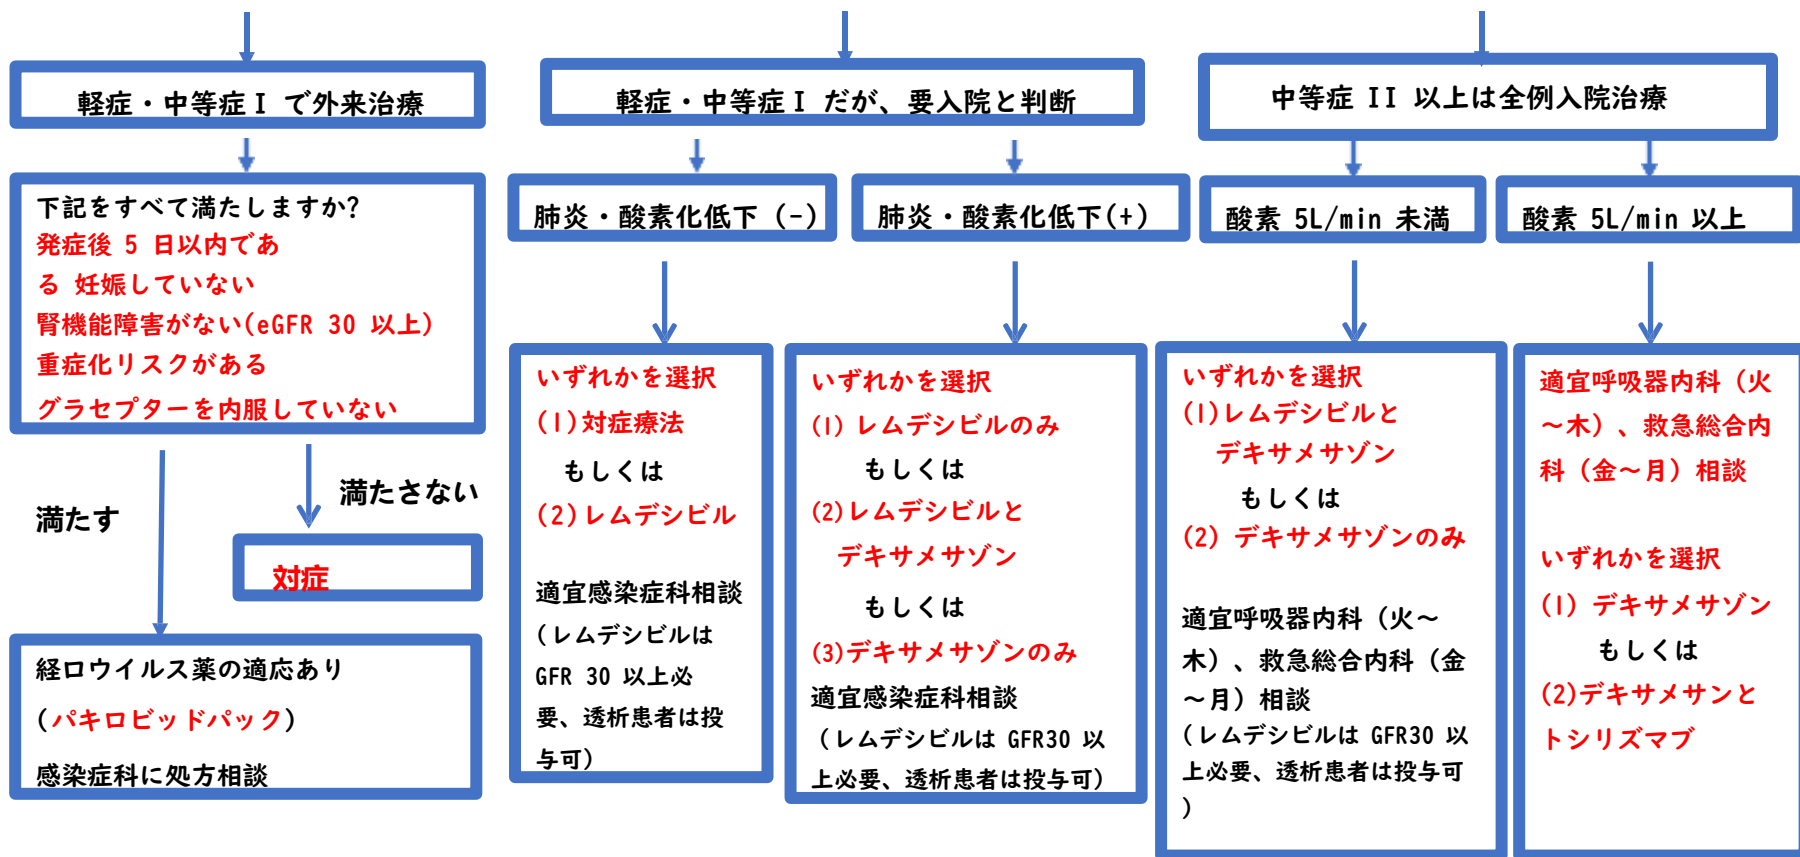 軽症・中等症Ⅰ で外来治療
下記をすべて満たしますか?
発症後 5 日以内であ
る 妊娠していない
腎機能障害がない(eGFR 30 以上)
重症化リスクがある
グラセプターを内服していない
満たす
満たさない
対症
経口ウイルス薬の適応あり
(パキロビッドパック)
感染症科に処方相談
軽症・中等症Ⅰ だが、要入院と判断
肺炎・酸素化低下 (-)
いずれかを選択
(1)対症療法
もしくは
(2)レムデシビル
適宜感染症科相談
(レムデシビルは
GFR 30 以上必
要、透析患者は投
与可)
肺炎・酸素化低下(+)
いずれかを選択
(1) レムデシビルのみ
もしくは
(2)レムデシビルと
デキサメサゾン
もしくは
(3)デキサメサゾンのみ
適宜感染症科相談
(レムデシビルは GFR30 以
上必要、透析患者は投与可)
中等症 II 以上は全例入院治療
酸素 5L/min 未満
いずれかを選択
(1)レムデシビルと
デキサメサゾン
もしくは
(2) デキサメサゾンのみ
適宜呼吸器内科（火～
木）、救急総合内科（金
～月）相談
(レムデシビルは GFR30 以
上必要、透析患者は投与可
)
酸素 5L/min 以上
適宜呼吸器内科（火
～木）、救急総合内
科（金～月）相談
いずれかを選択
(1) デキサメサゾン
もしくは
(2)デキサメサンと
トシリズマブ